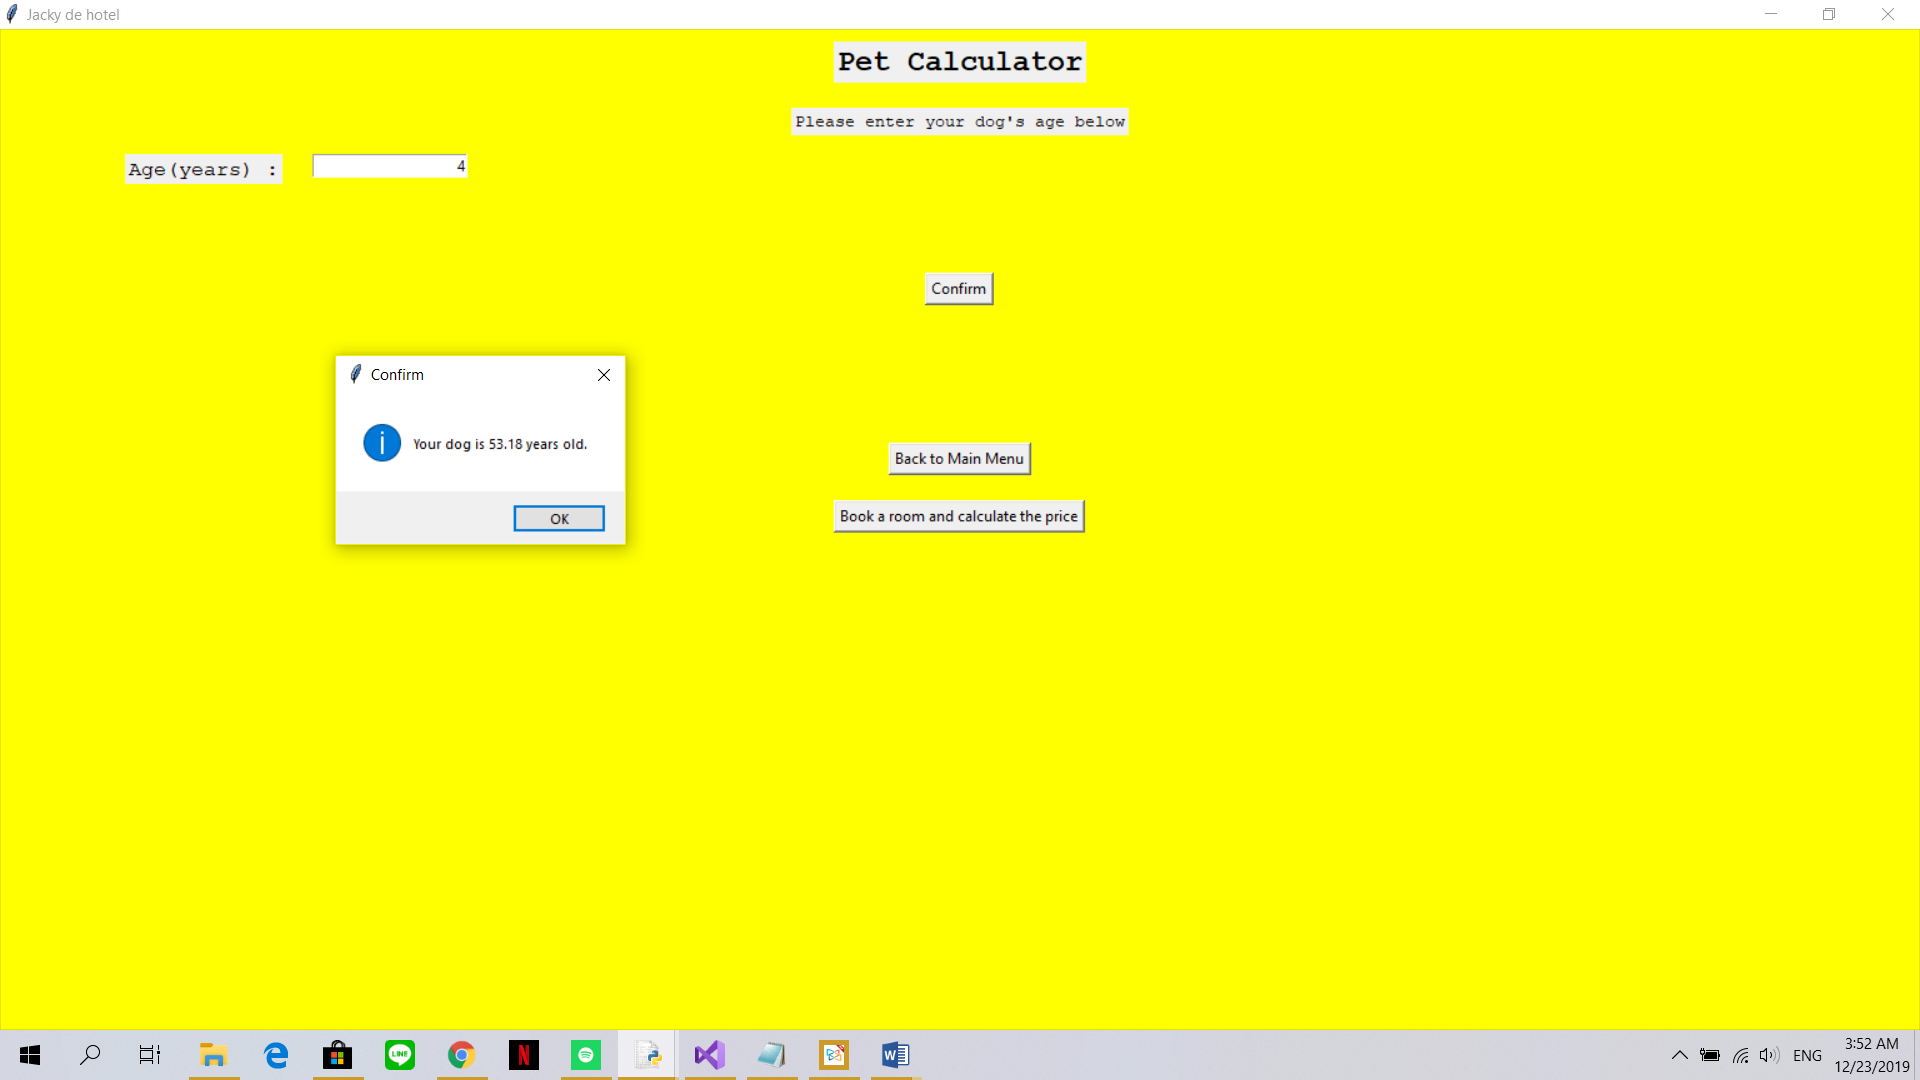 Jacky de hotel
Pet Calculator
Please enter your dog's age below
Age(years) :
4
Confirm
Confirm
Your dog is 53.18 years old.
OK
Back to Main Menu
Book a room and calculate the price
LINE
N
W
ENG
3:52 AM
12/23/2019